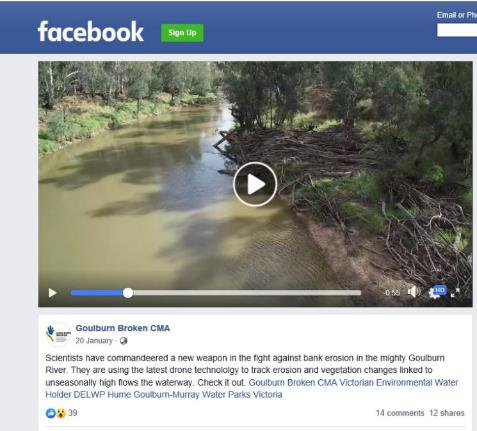 Email or Ph
facebook
Sign Up
-0:55
HD
Goulburn Broken CMA
20 January ·
Scientists have commandeered a new weapon in the fight against bank erosion in the mighty Goulburn
River. They are using the latest drone technololgy to track erosion and vegetation changes linked to
unseasonally high flows the waterway. Check it out. Goulburn Broken CMA Victorian Environmental Water
Holder DELWP Hume Goulburn-Murray Water Parks Victoria
39
14 comments 12 shares